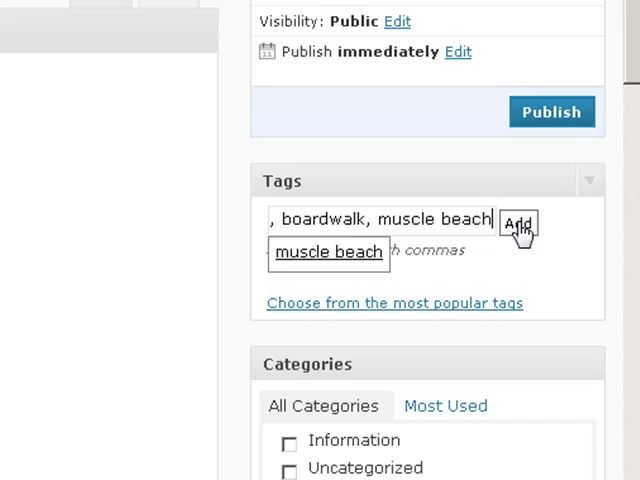 Visibility: Public Edit
Publish immediately Edit
Publish
Tags
, boardwalk, muscle beach Add
muscle beach commas
Choose from the most popular tags
Categories
All Categories Most Used
Information
Uncategorized